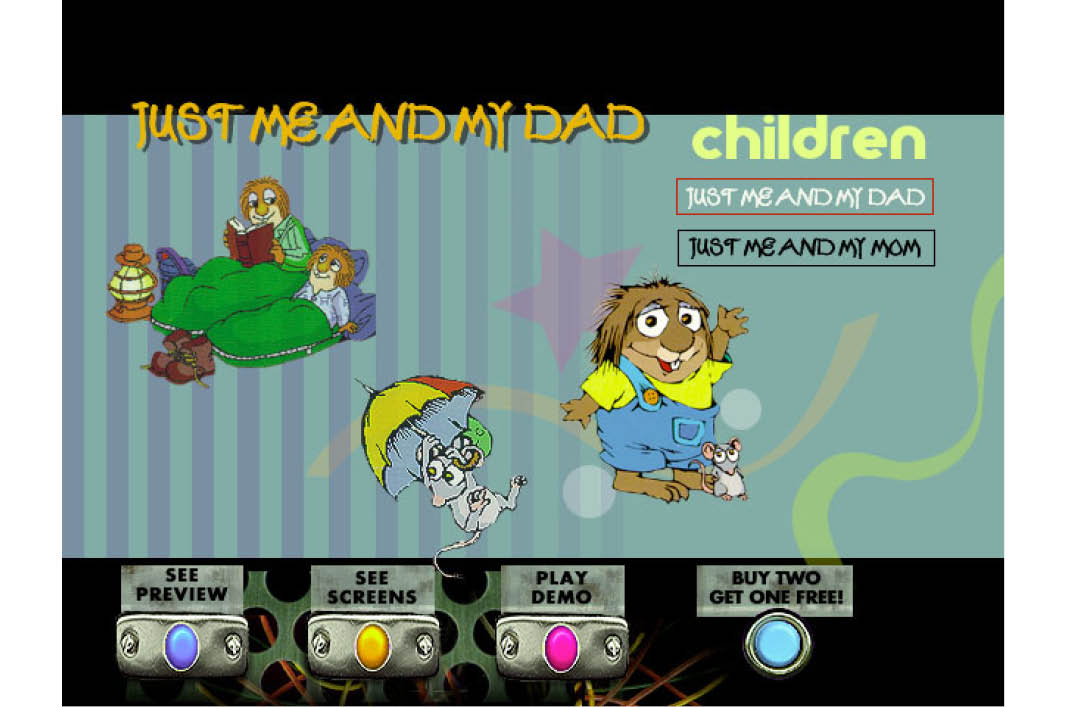 JUST ME AND MY DAD
children
JUST ME AND MY DAD
JUST ME AND MY MOM
SEE
PREVIEW
SEE
SCREENS
PLAY
DEMO
BUY TWO
GET ONE FREE!